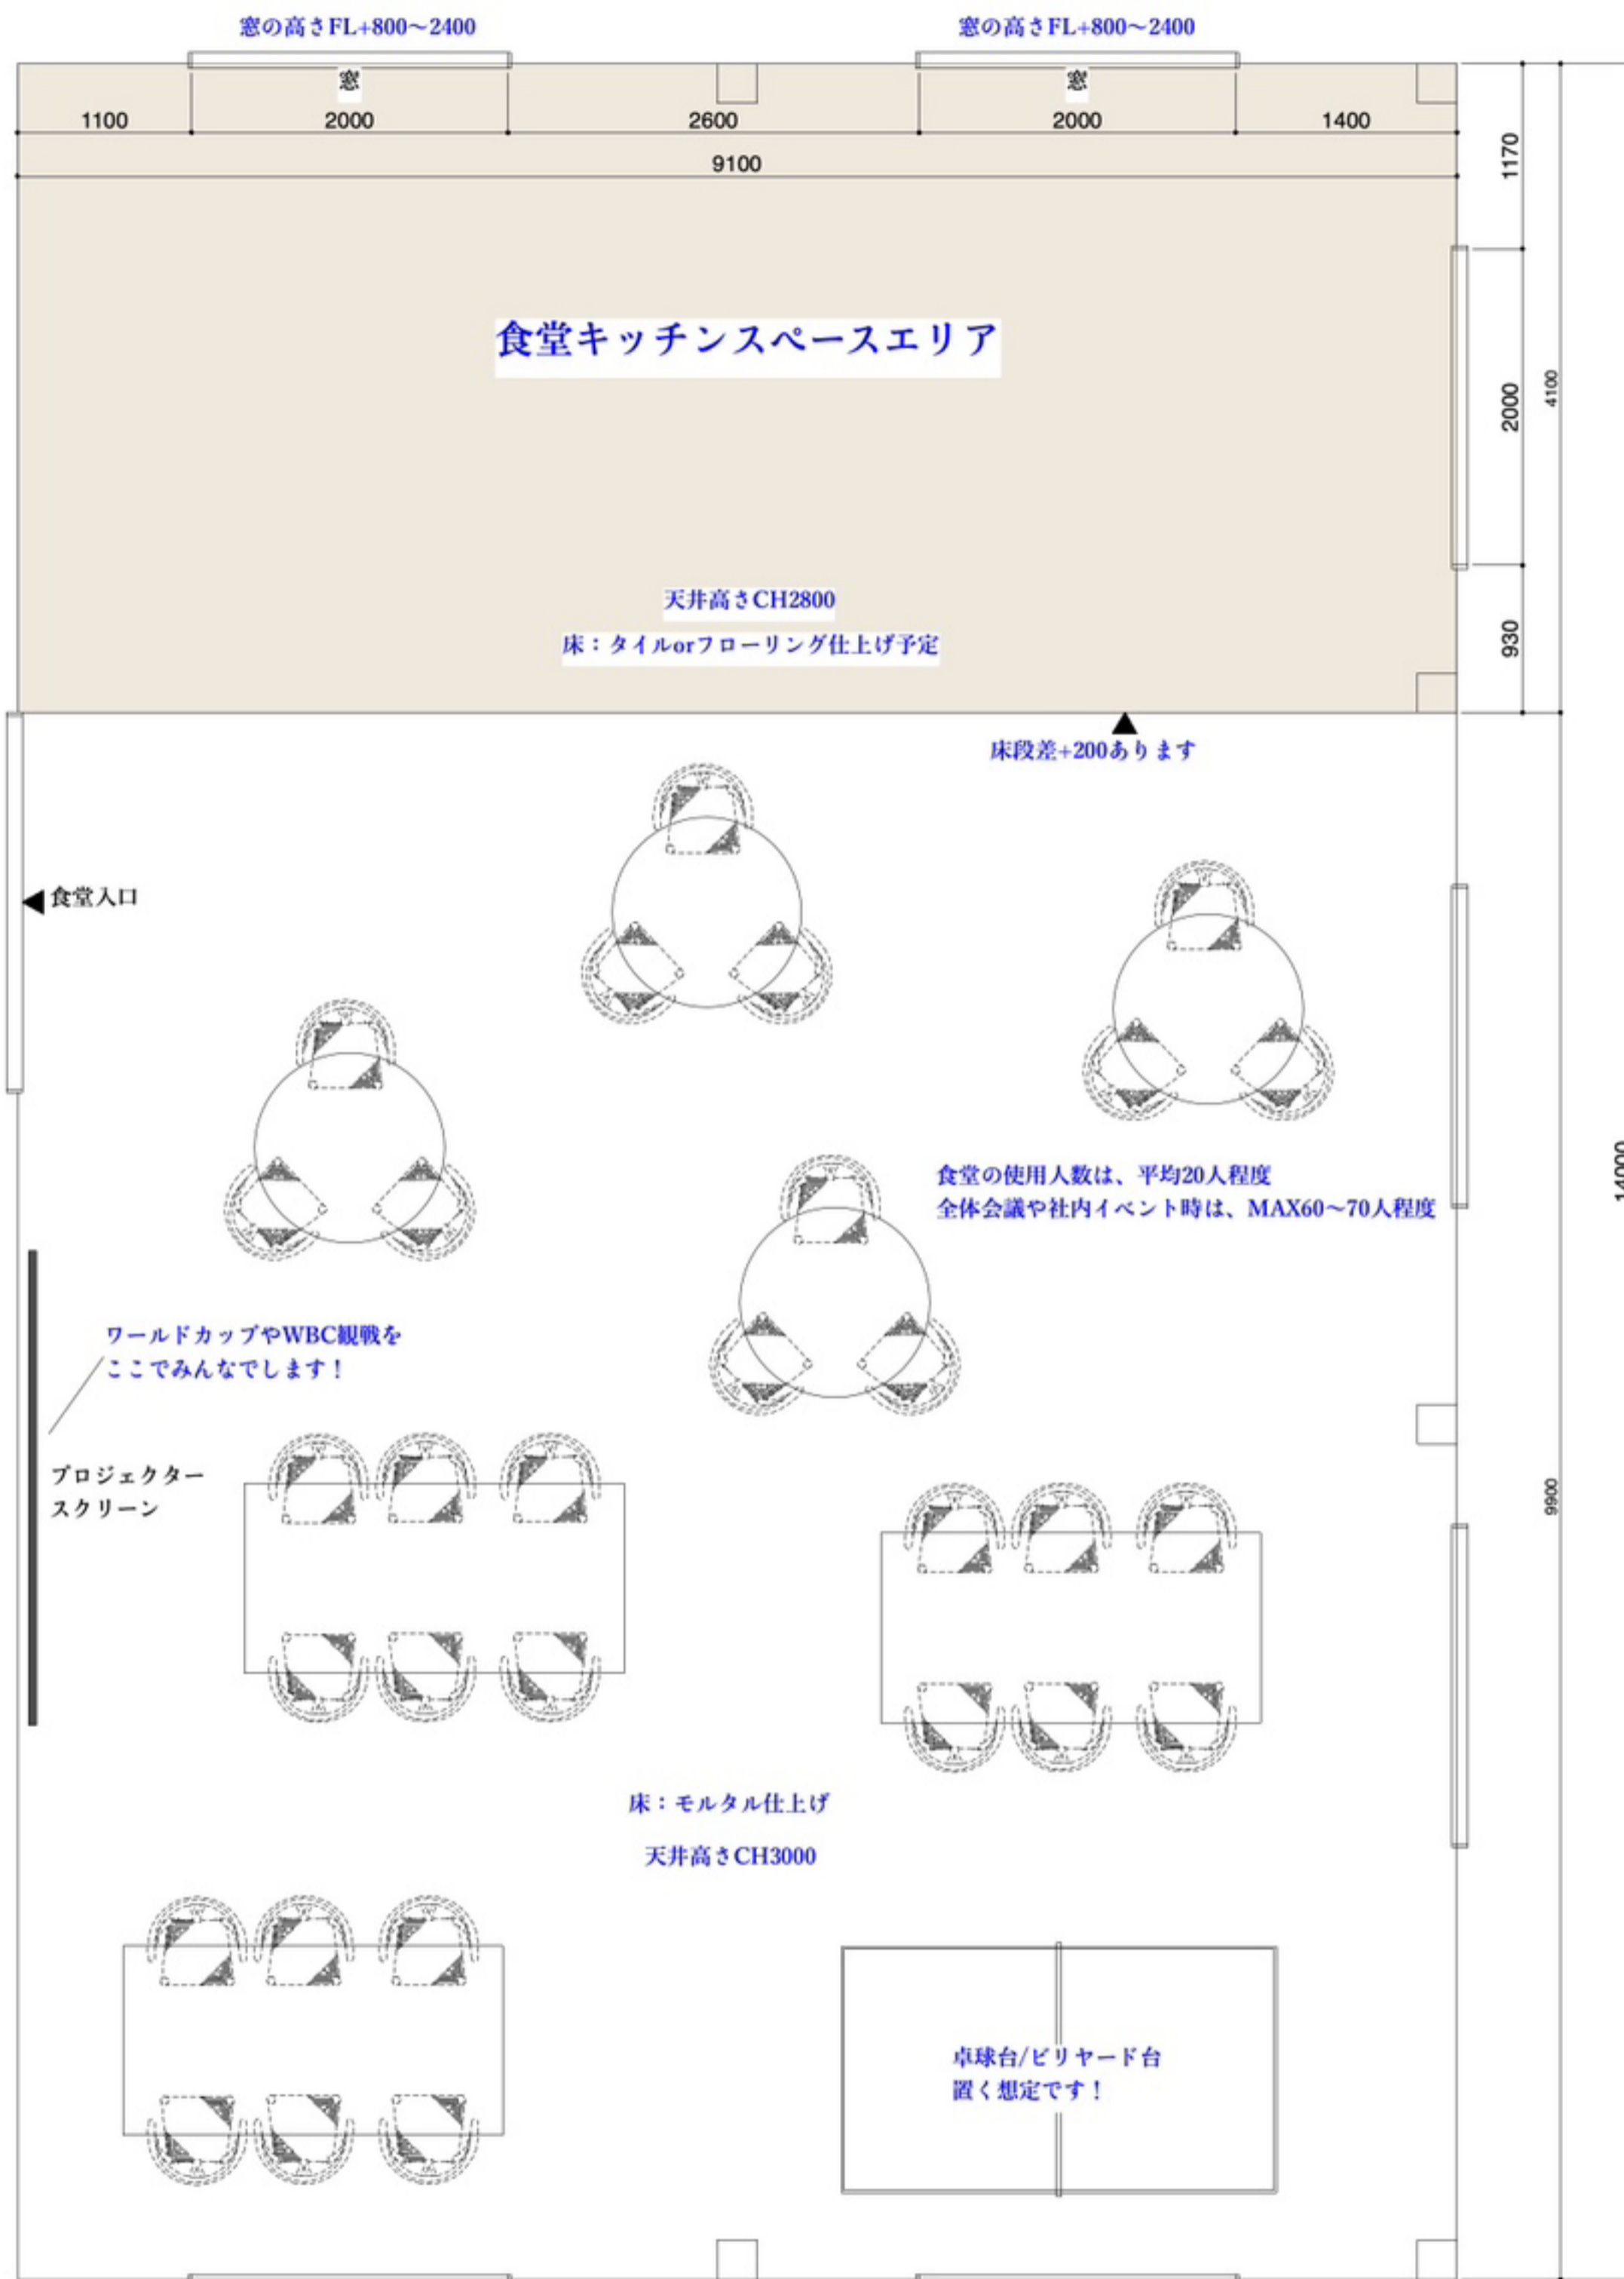 窓の高さFL+800〜2400
窓の高さFL+800〜2400
窓
窓
1100
2000
2600
2000
1400
9100
1170
2000
4100
930
食堂キッチンスペースエリア
天井高さCH2800
床：タイルorフローリング仕上げ予定
床段差+200あります
食堂入口
食堂の使用人数は、平均20人程度
全体会議や社内イベント時は、MAX60〜70人程度
14000
ワールドカップやWBC観戦を
ここでみんなでします！
プロジェクター
スクリーン
9900
床：モルタル仕上げ
天井高さCH3000
卓球台/ビリヤード台
置く想定です！